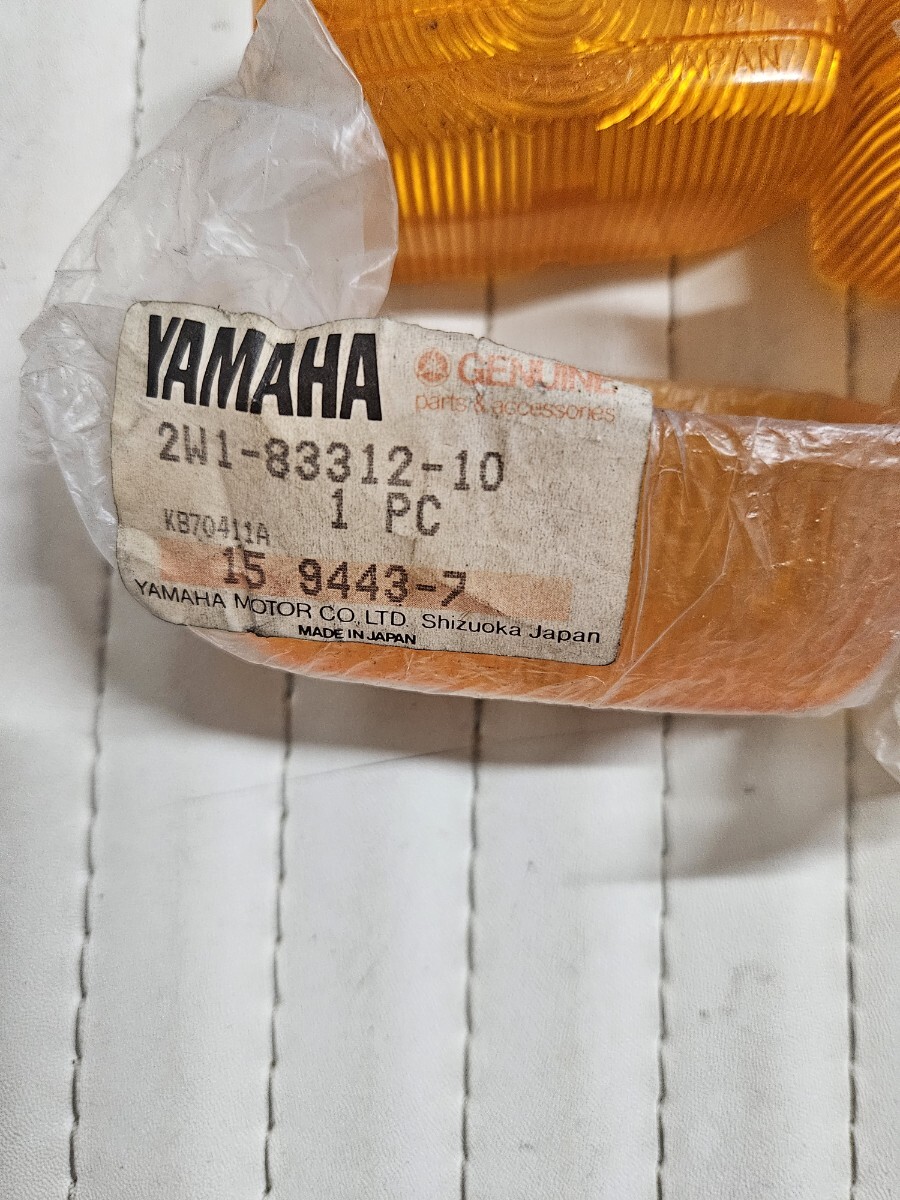 JAPAN
YAMAHA
GENUINE
parts & accessories
2W1-83312-10
1 PC
KB70411A
15 9443-7
YAMAHA MOTOR CO., LTD. Shizuoka Japan
MADE IN JAPAN